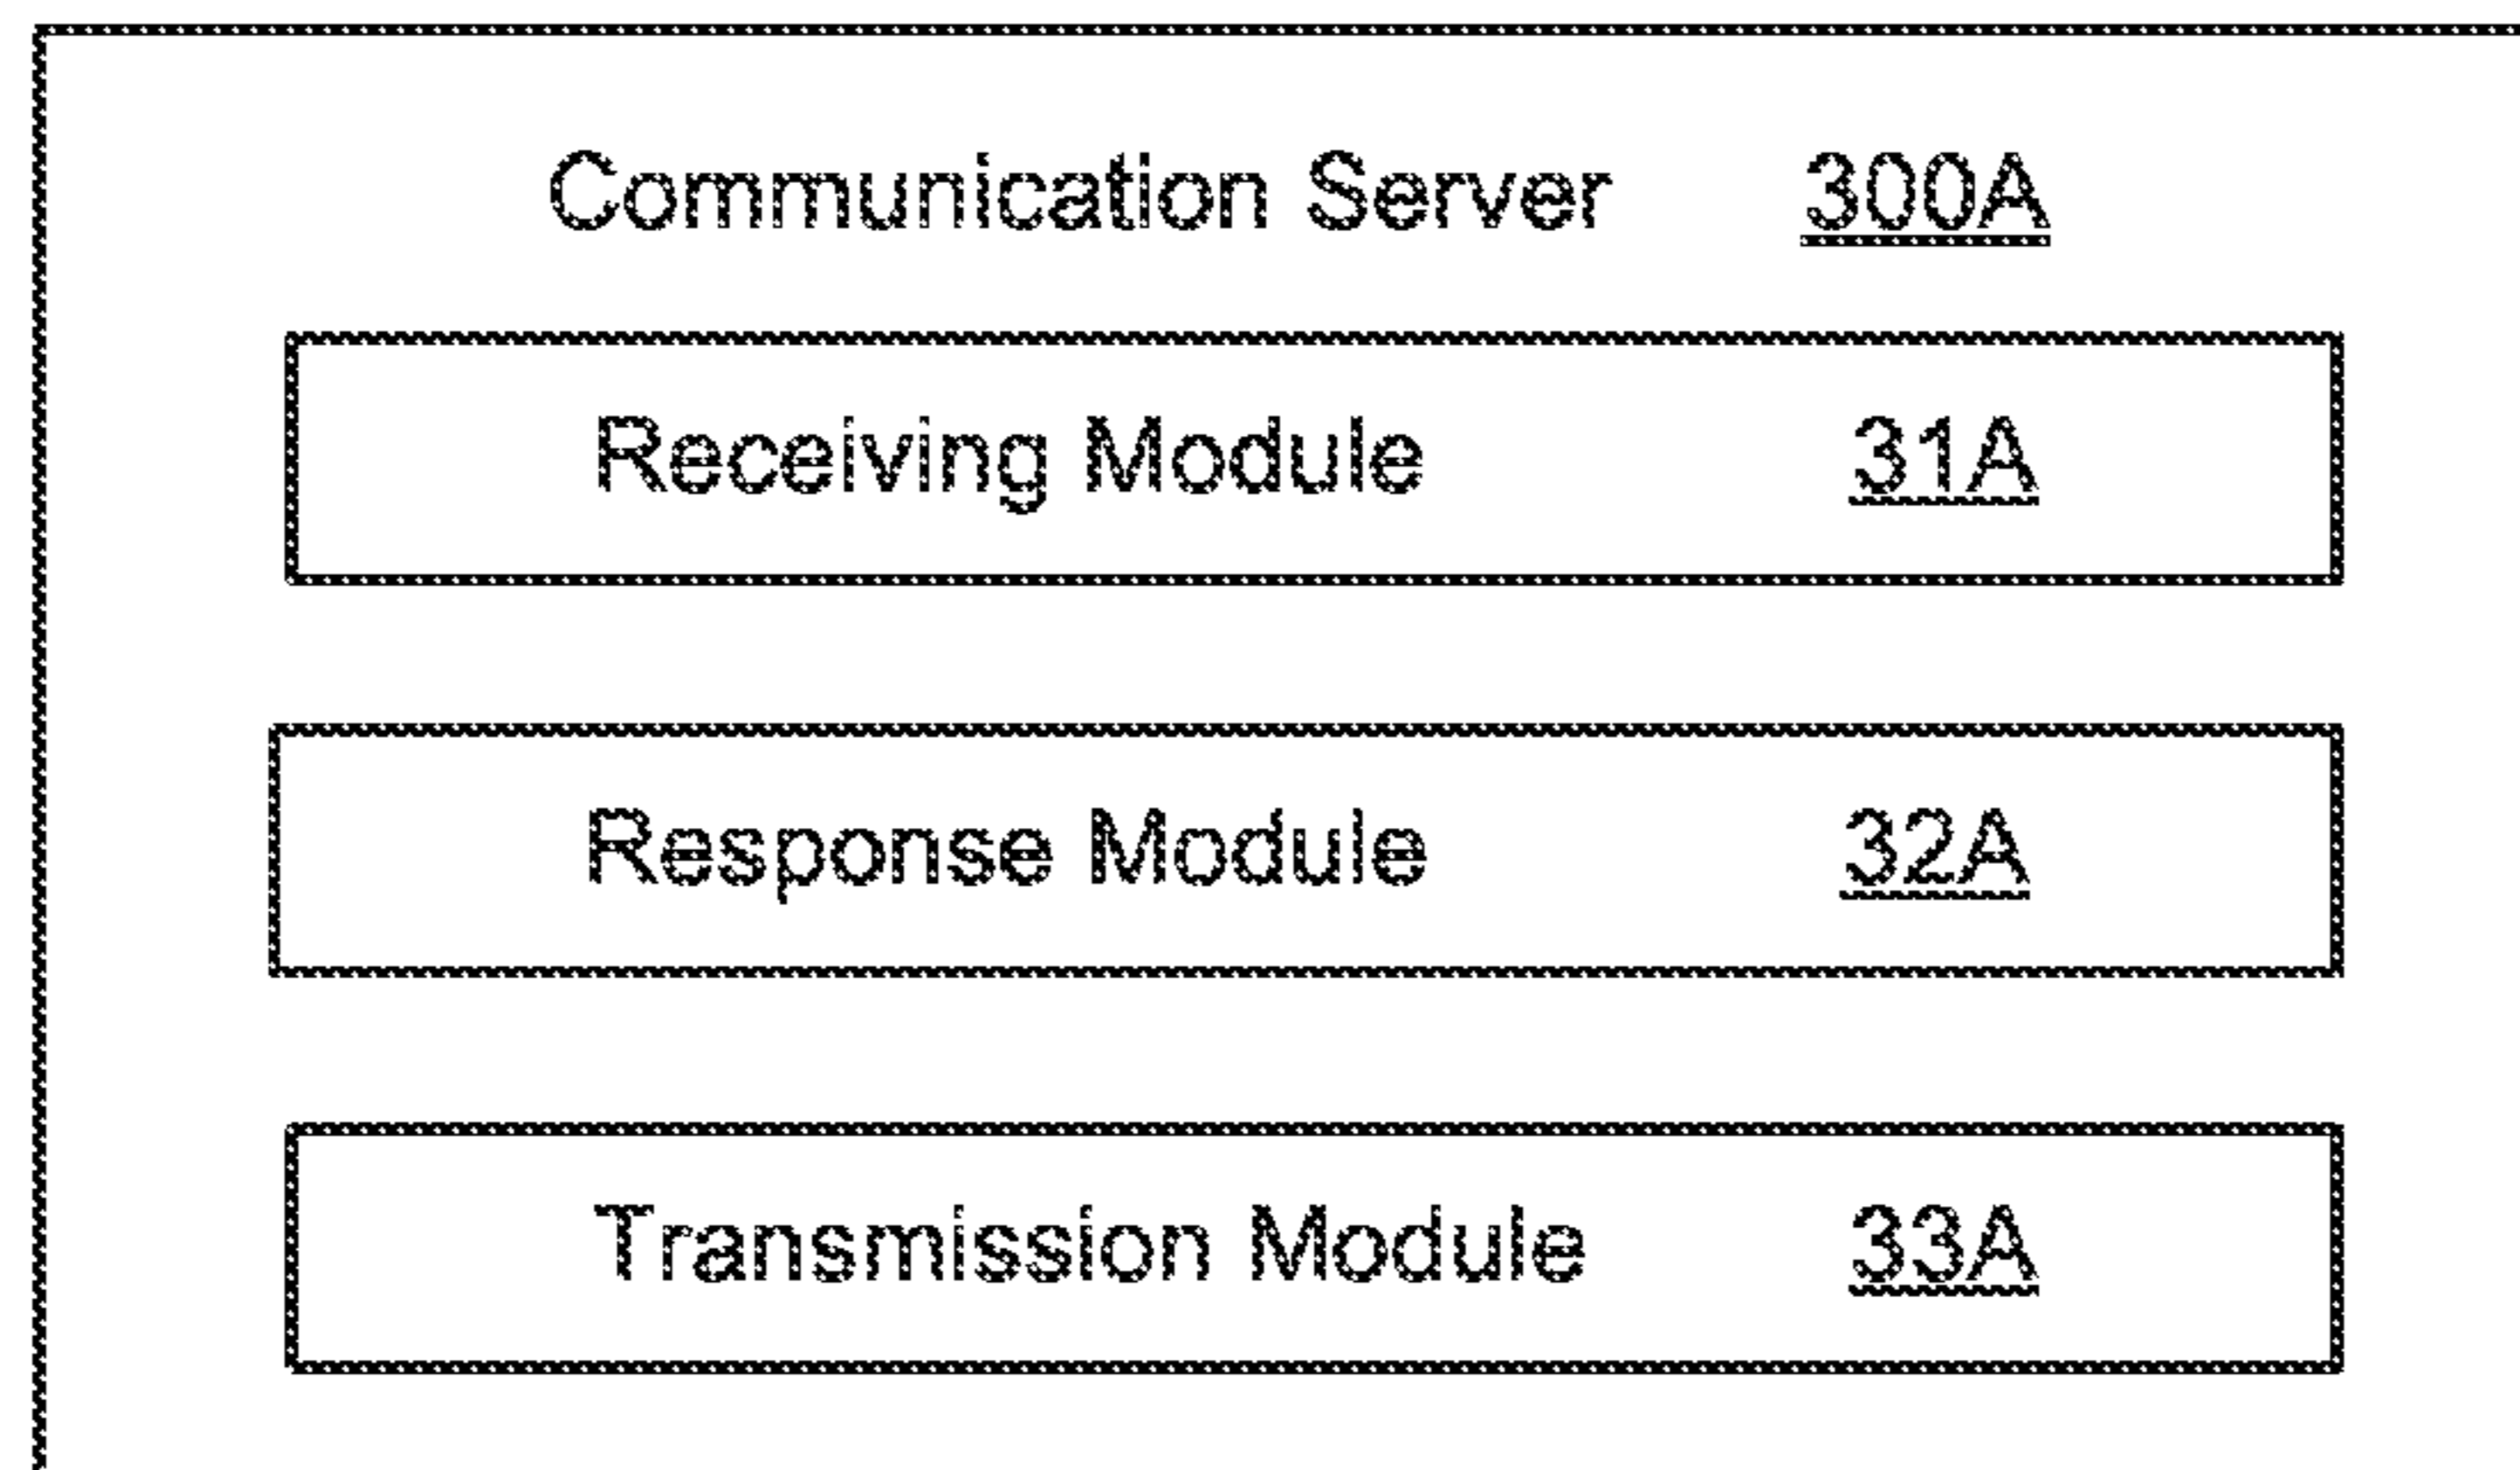 Communication Server 300A
Receiving Module 31A
Response Module 32A
Transmission Module 33A